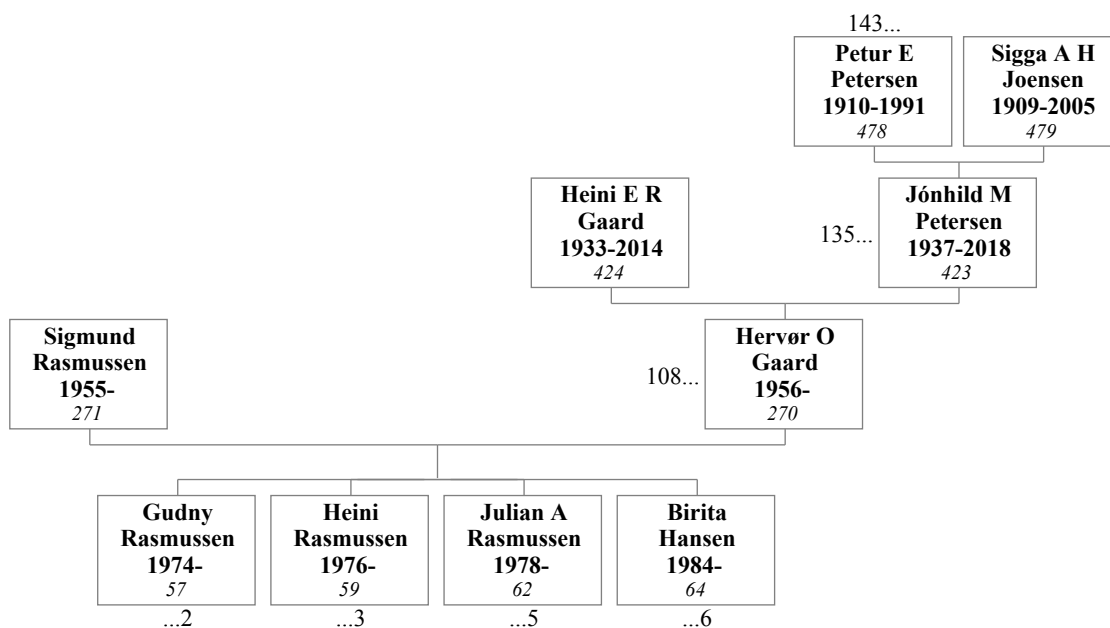 143...
Petur E
Petersen
1910-1991
478
Sigga A H
Joensen
1909-2005
479
Heini E R
Gaard
1933-2014
424
135...
Jónhild M
Petersen
1937-2018
423
Sigmund
Rasmussen
1955-
271
108...
Hervør O
Gaard
1956-
270
Gudny
Rasmussen
1974-
57
...2
Heini
Rasmussen
1976-
59
...3
Julian A
Rasmussen
1978-
62
...5
Birita
Hansen
1984-
64
...6